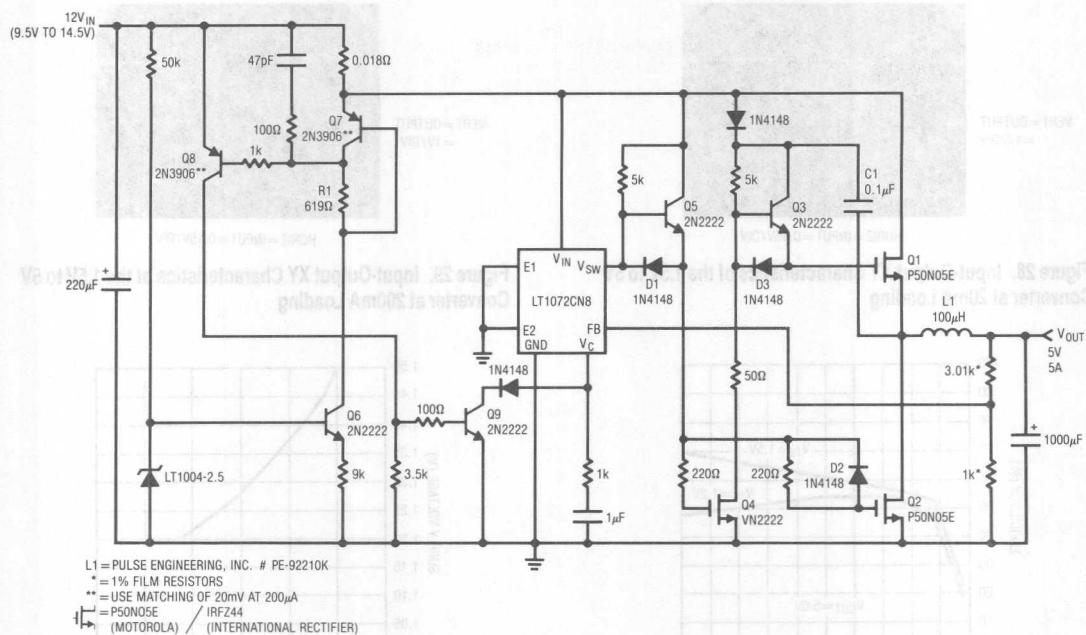 12VIN
(9.5V TO 14.5V)
50k
47pF
0.018Ω
100Ω
Q7
2N3906**
1k
Q8
2N3906**
R1
619Ω
220µF
+
LT1004-2.5
Q6
2N2222
9k
3.5k
100Ω
Q9
2N2222
1N4148
E1
E2
GND
VIN
VSW
LT1072CN8
FB
VC
1k
1µF
5k
Q5
2N2222
D1
1N4148
1N4148
5k
Q3
2N2222
D3
1N4148
C1
0.1µF
Q1
P50N05E
50Ω
220Ω
220Ω
D2
1N4148
Q4
VN2222
Q2
P50N05E
L1
100µH
VOUT
5V
5A
3.01k*
1k*
+
1000µF
L1 = PULSE ENGINEERING, INC. # PE-92210K
* = 1% FILM RESISTORS
** = USE MATCHING OF 20mV AT 200µA
= P50N05E / IRFZ44
(MOTOROLA) (INTERNATIONAL RECTIFIER)